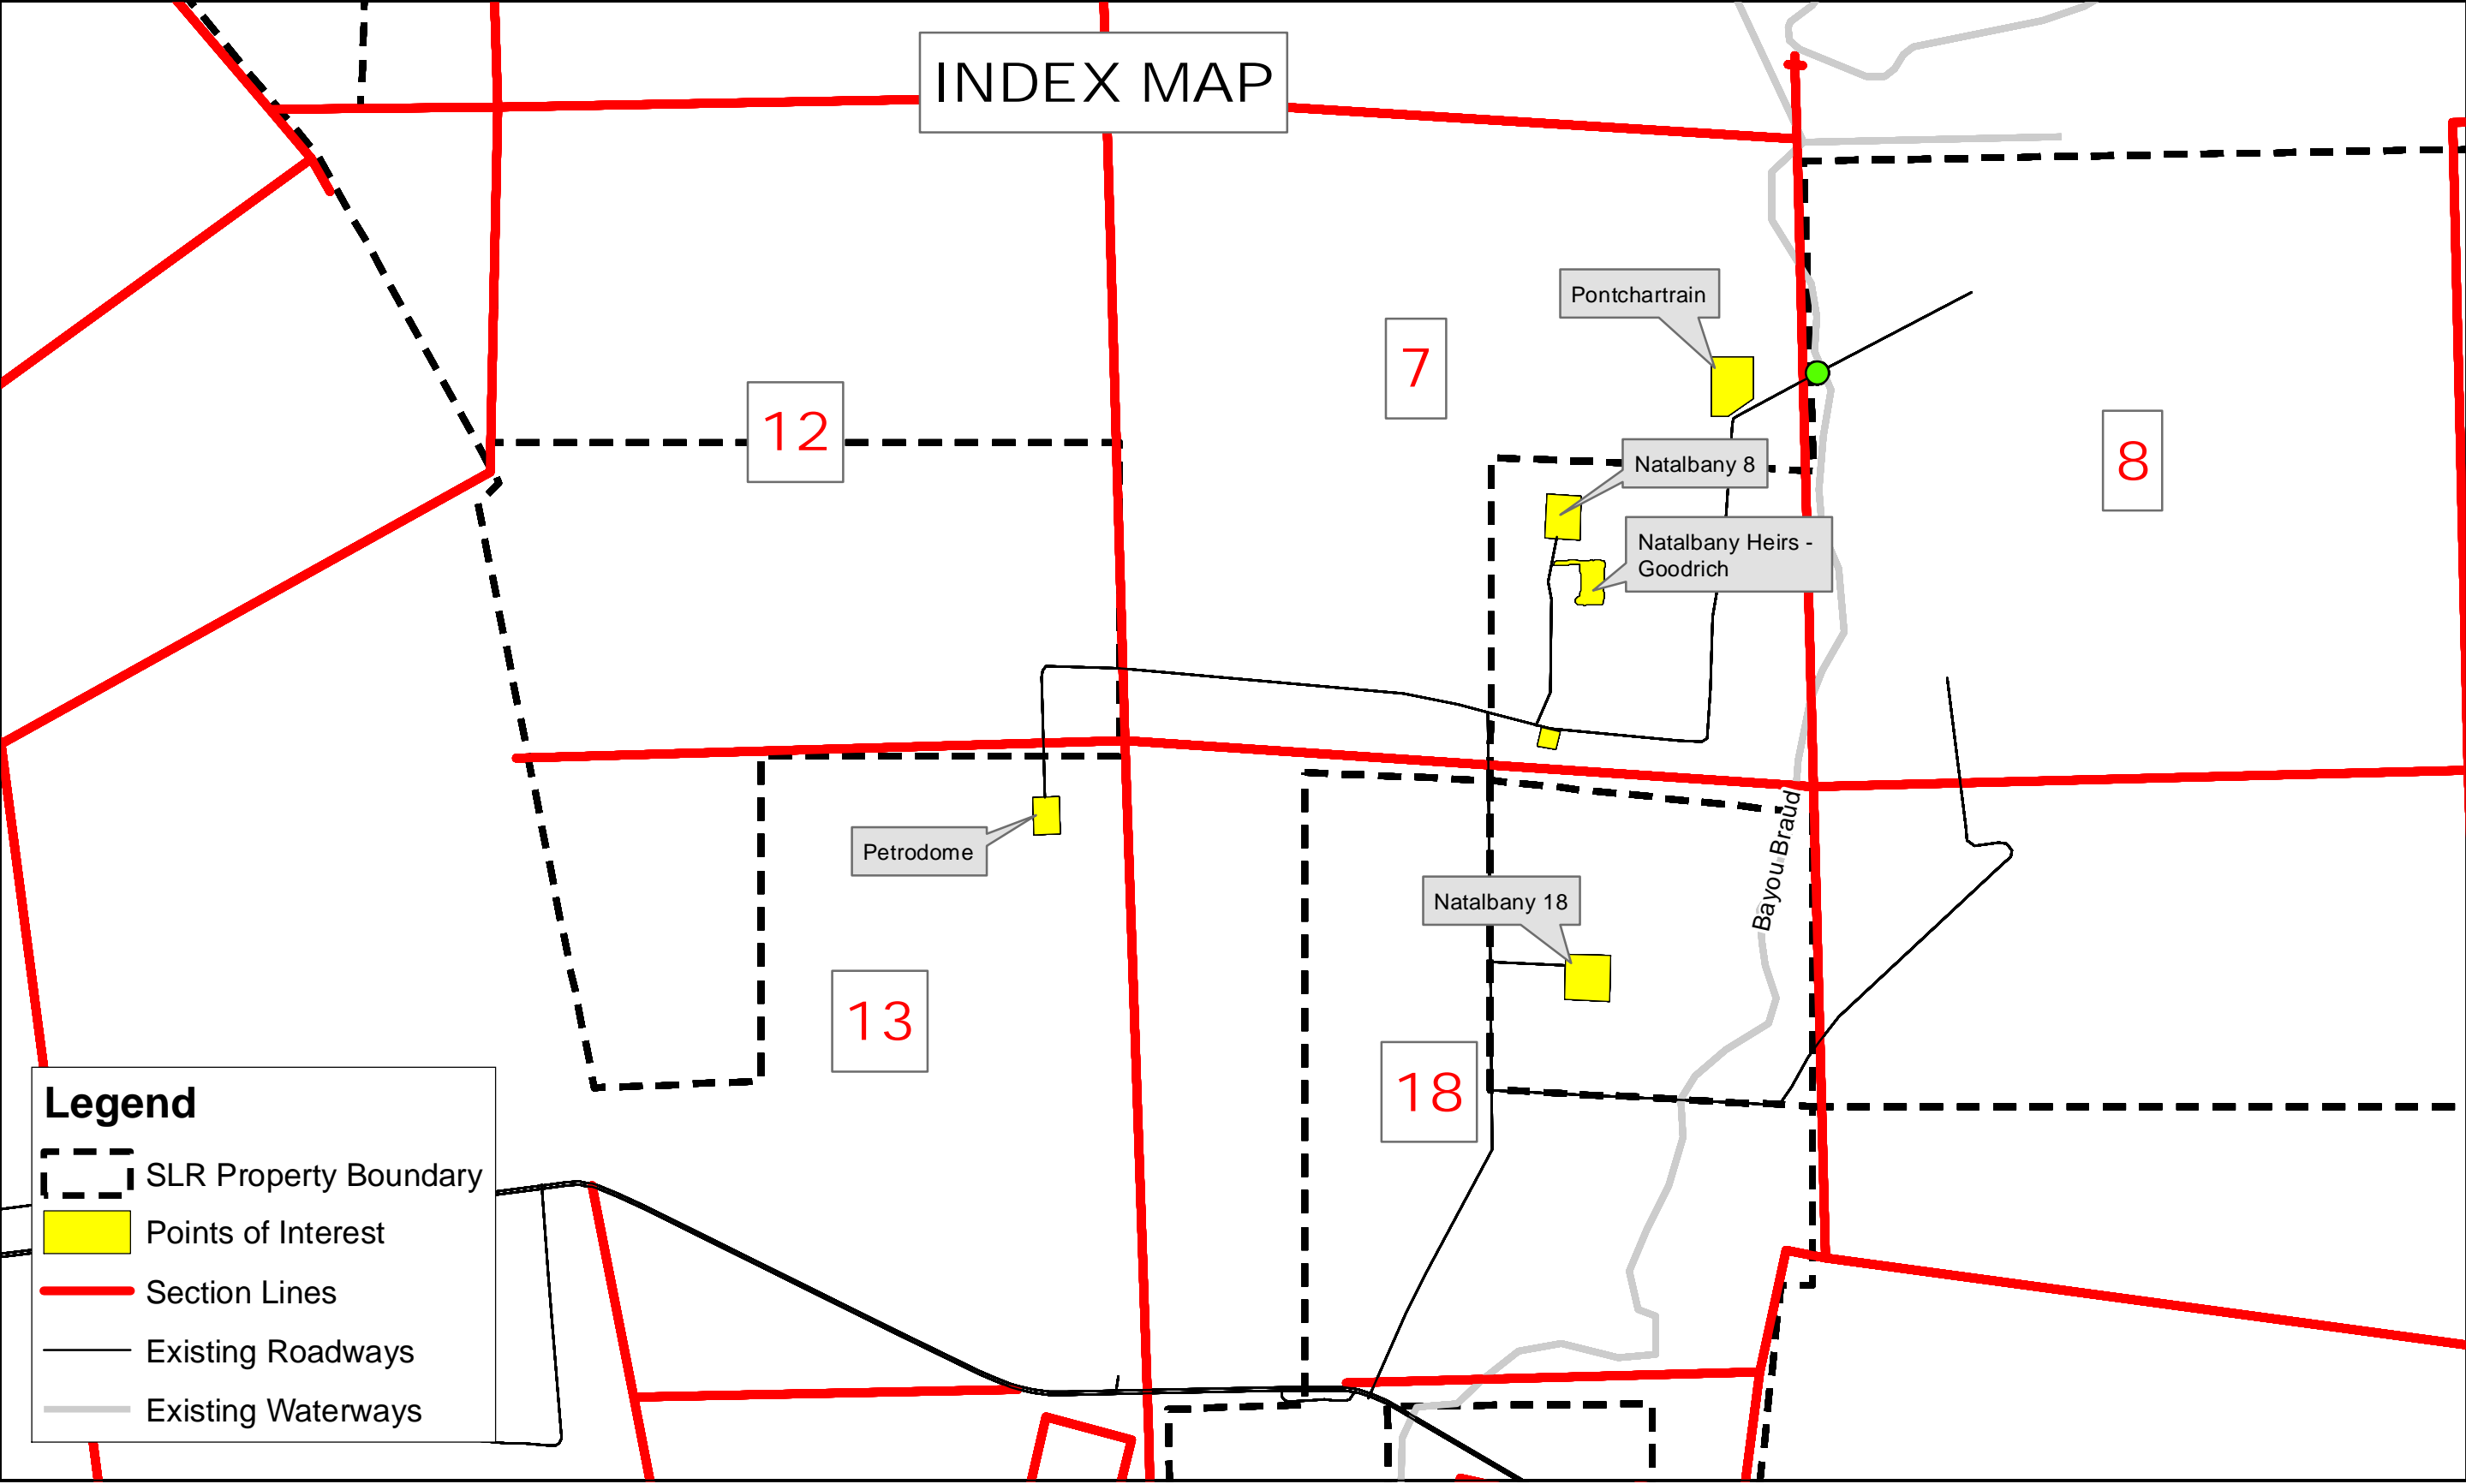 INDEX MAP
Pontchartrain
7
12
8
Natalbany 8
Natalbany Heirs -
Goodrich
Petrodome
Bayou Braud
Natalbany 18
13
18
Legend
SLR Property Boundary
Points of Interest
Section Lines
Existing Roadways
Existing Waterways